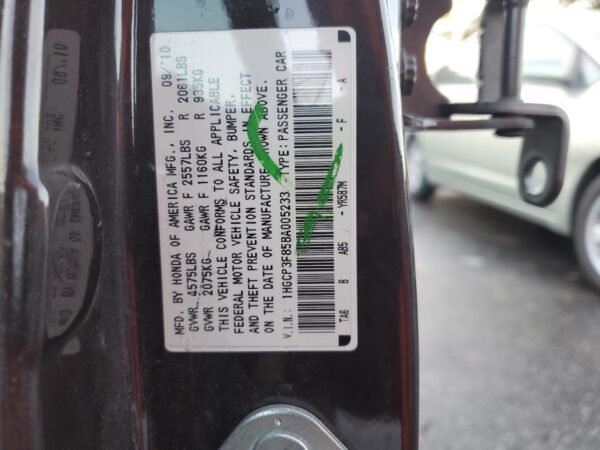 MFD. BY HONDA OF AMERICA MFG., INC. 09/10
GVWR 4575LBS GAWR F 2557LBS R 2061LBS
GVWR 2075KG GAWR F 1160KG R 935KG
THIS VEHICLE CONFORMS TO ALL APPLICABLE
FEDERAL MOTOR VEHICLE SAFETY, BUMPER,
AND THEFT PREVENTION STANDARDS IN EFFECT
ON THE DATE OF MANUFACTURE SHOWN ABOVE.
V.I.N.: 1HGCP3F85BA005233 TYPE: PASSENGER CAR
TA6 B AB5 -YR587M -F -A